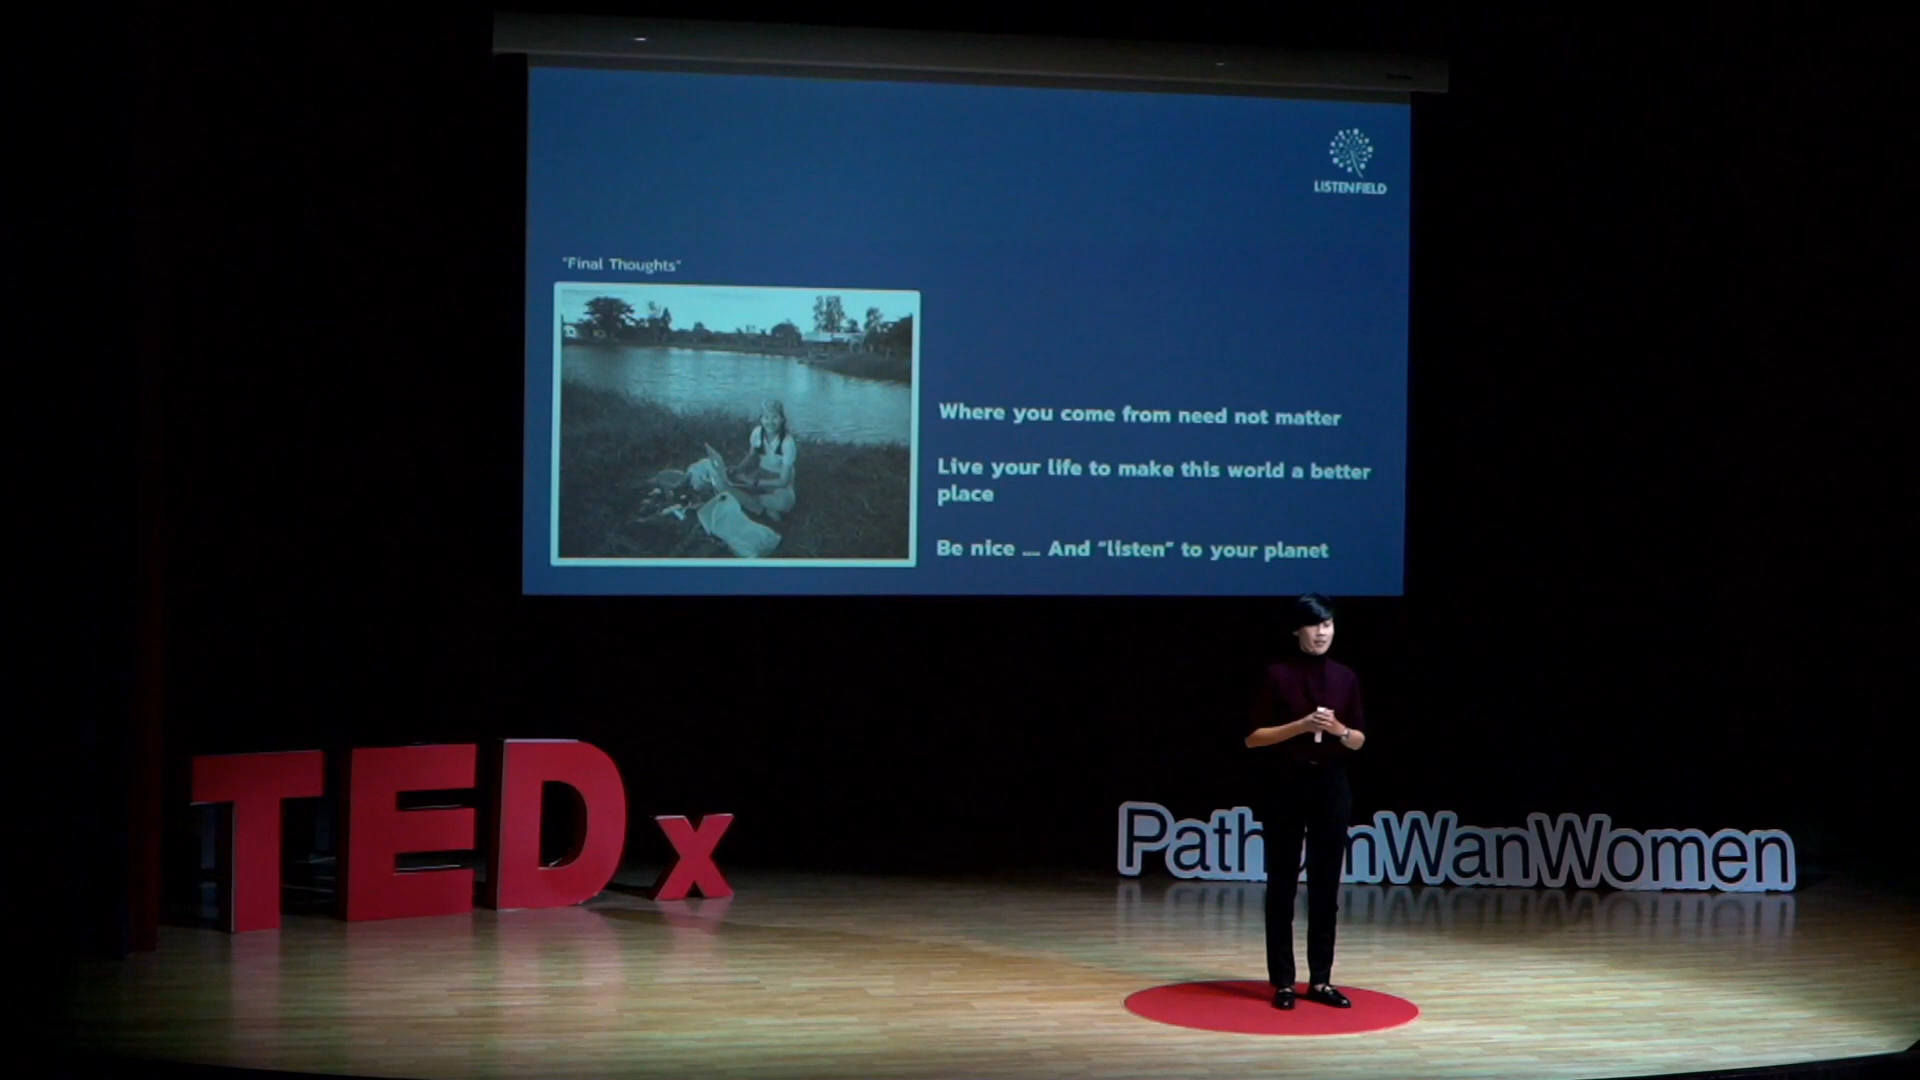 LISTENFIELD
"Final Thoughts"
Where you come from need not matter
Live your life to make this world a better
place
Be nice .... And "listen" to your planet
TEDx
PathumWanWomen